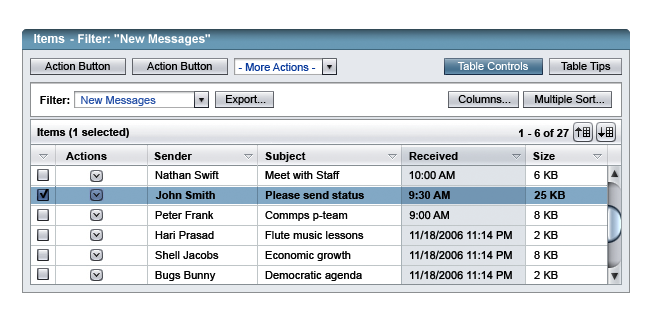 Items - Filter: "New Messages"
Action Button Action Button - More Actions - Table Controls Table Tips
Filter: New Messages Export... Columns... Multiple Sort...
Items (1 selected) 1 - 6 of 27
Actions Sender Subject Received Size
Nathan Swift Meet with Staff 10:00 AM 6 KB
John Smith Please send status 9:30 AM 25 KB
Peter Frank Commps p-team 9:00 AM 8 KB
Hari Prasad Flute music lessons 11/18/2006 11:14 PM 2 KB
Shell Jacobs Economic growth 11/18/2006 11:14 PM 8 KB
Bugs Bunny Democratic agenda 11/18/2006 11:14 PM 2 KB